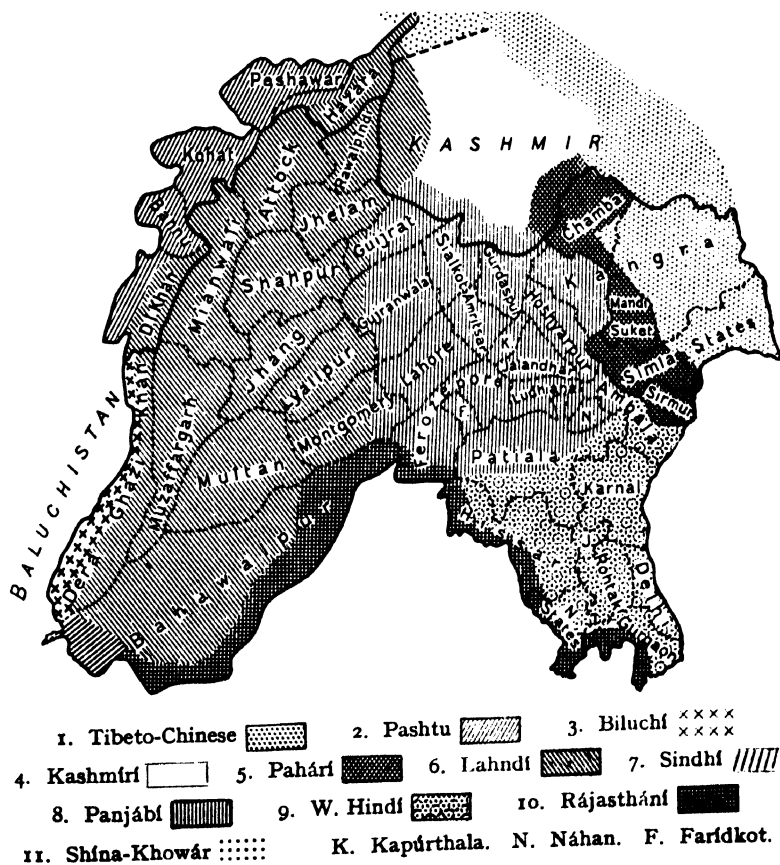 Peshawar
Hazara
KASHMIR
Kohat
Attock
Rawalpindi
Bannu
Jhelam
Chamba
Mianwali
Shahpur
Gujrat
Sialkot
Gurdaspur
Kangra
D.I.Khan
Gujranwala
Amritsar
Hoshyarpur
Mandi
Suket
Jhang
Lyallpur
Lahore
K.
Jalandhar
Simla States
BALUCHISTAN
Dera Ghazi Khan
Muzaffargarh
Montgomery
Ferozepore
F.
Ludhiana
N.
Ambala
Sirmur
Multan
Patiala
Karnal
Bahawalpur
Hissar
Rohtak
Delhi
States
Gurgaon
1. Tibeto-Chinese 2. Pashtu 3. Biluchí
4. Kashmírí 5. Pahárí 6. Lahndí 7. Sindhí
8. Panjábí 9. W. Hindí 10. Rájasthání
11. Shína-Khowár K. Kapúrthala. N. Náhan. F. Farídkot.